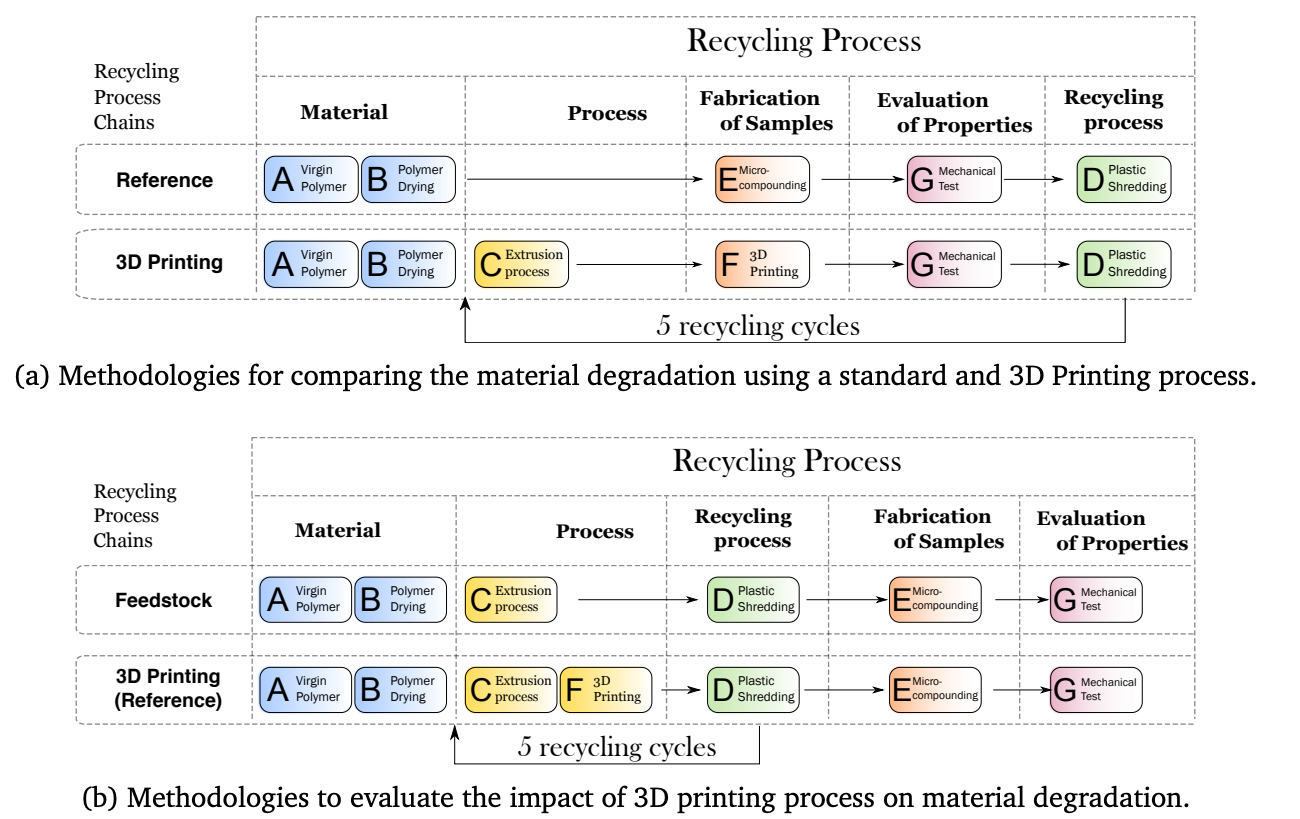 Recycling Process
Recycling
Process
Chains
Material
Process
Fabrication
of Samples
Evaluation
of Properties
Recycling
process
Reference
A Virgin
Polymer
B Polymer
Drying
E Micro-
compounding
G Mechanical
Test
D Plastic
Shredding
3D Printing
A Virgin
Polymer
B Polymer
Drying
C Extrusion
process
F 3D
Printing
G Mechanical
Test
D Plastic
Shredding
5 recycling cycles
(a) Methodologies for comparing the material degradation using a standard and 3D Printing process.
Recycling Process
Recycling
Process
Chains
Material
Process
Recycling
process
Fabrication
of Samples
Evaluation
of Properties
Feedstock
A Virgin
Polymer
B Polymer
Drying
C Extrusion
process
D Plastic
Shredding
E Micro-
compounding
G Mechanical
Test
3D Printing
(Reference)
A Virgin
Polymer
B Polymer
Drying
C Extrusion
process
F 3D
Printing
D Plastic
Shredding
E Micro-
compounding
G Mechanical
Test
5 recycling cycles
(b) Methodologies to evaluate the impact of 3D printing process on material degradation.